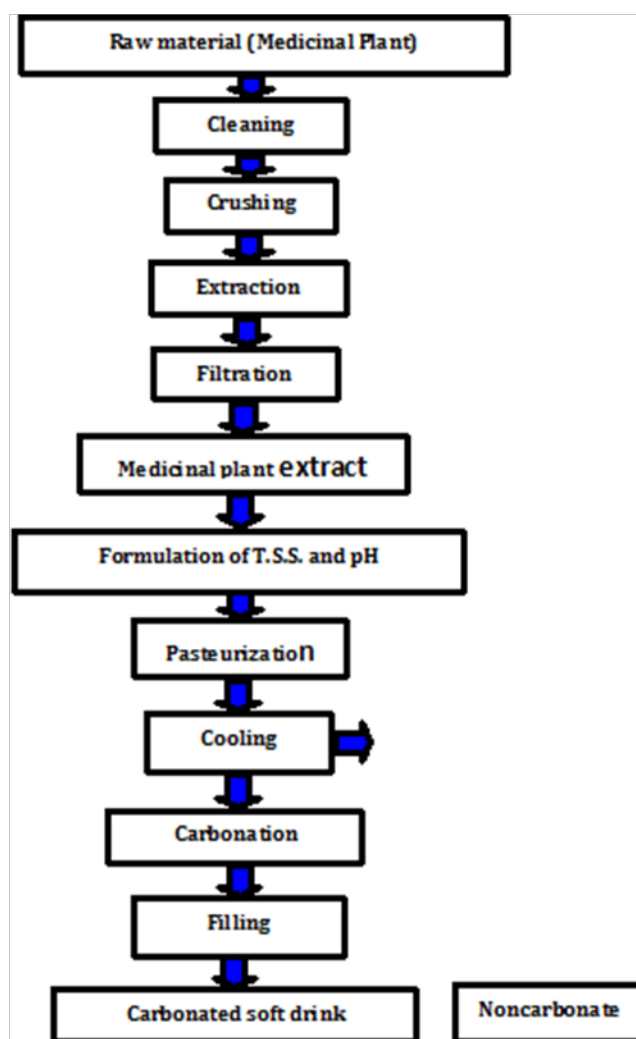 Raw material (Medicinal Plant)
Cleaning
Crushing
Extraction
Filtration
Medicinal plant extract
Formulation of T.S.S. and pH
Pasteurization
Cooling
Carbonation
Filling
Carbonated soft drink
Noncarbonate